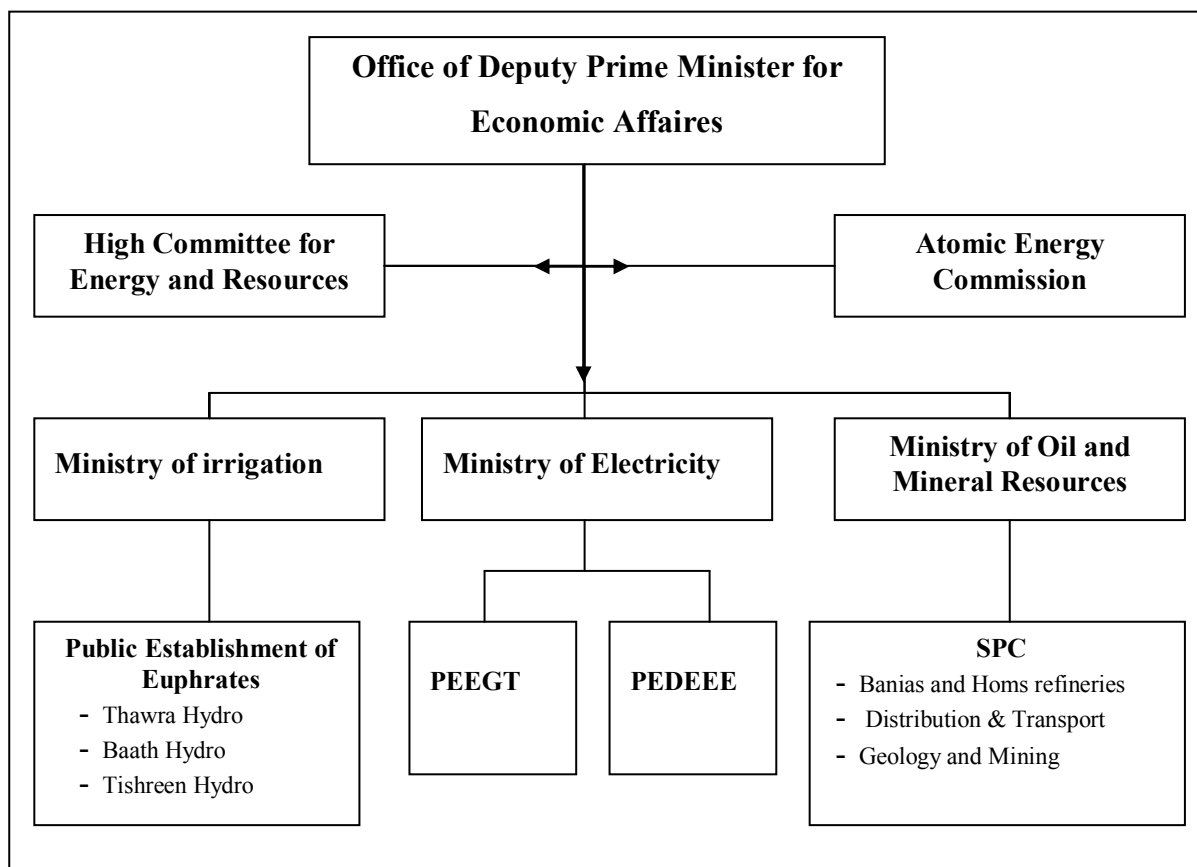 Office of Deputy Prime Minister for
Economic Affaires
High Committee for
Energy and Resources
Atomic Energy
Commission
Ministry of irrigation
Ministry of Electricity
Ministry of Oil and
Mineral Resources
Public Establishment of
Euphrates
- Thawra Hydro
- Baath Hydro
- Tishreen Hydro
PEEGT
PEDEEE
SPC
- Banias and Homs refineries
- Distribution & Transport
- Geology and Mining